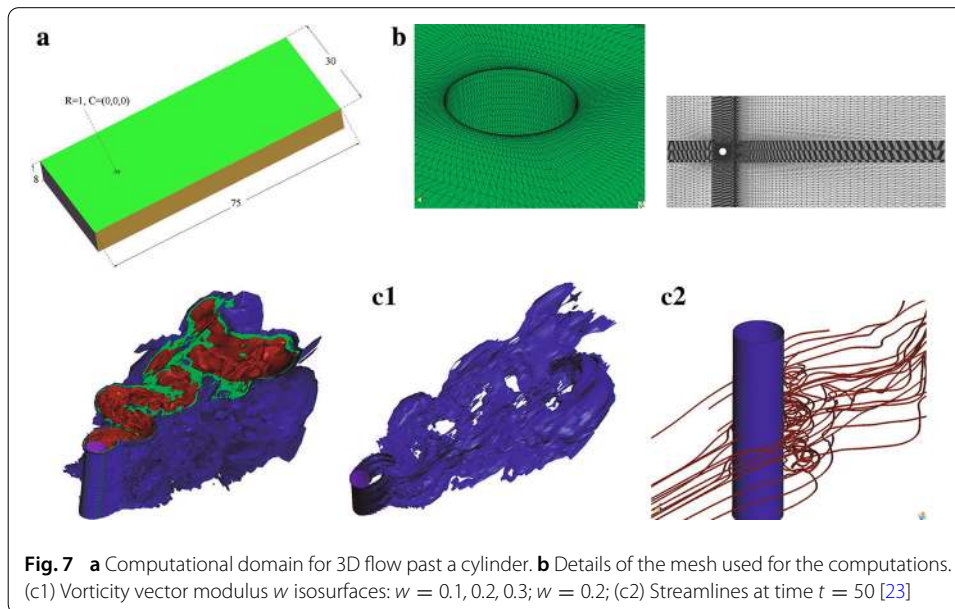 a
b
30
R=1, C=(0,0,0)
8
75
c1
c2
Fig. 7 a Computational domain for 3D flow past a cylinder. b Details of the mesh used for the computations.
(c1) Vorticity vector modulus w isosurfaces: w = 0.1, 0.2, 0.3; w = 0.2; (c2) Streamlines at time t = 50 [23]